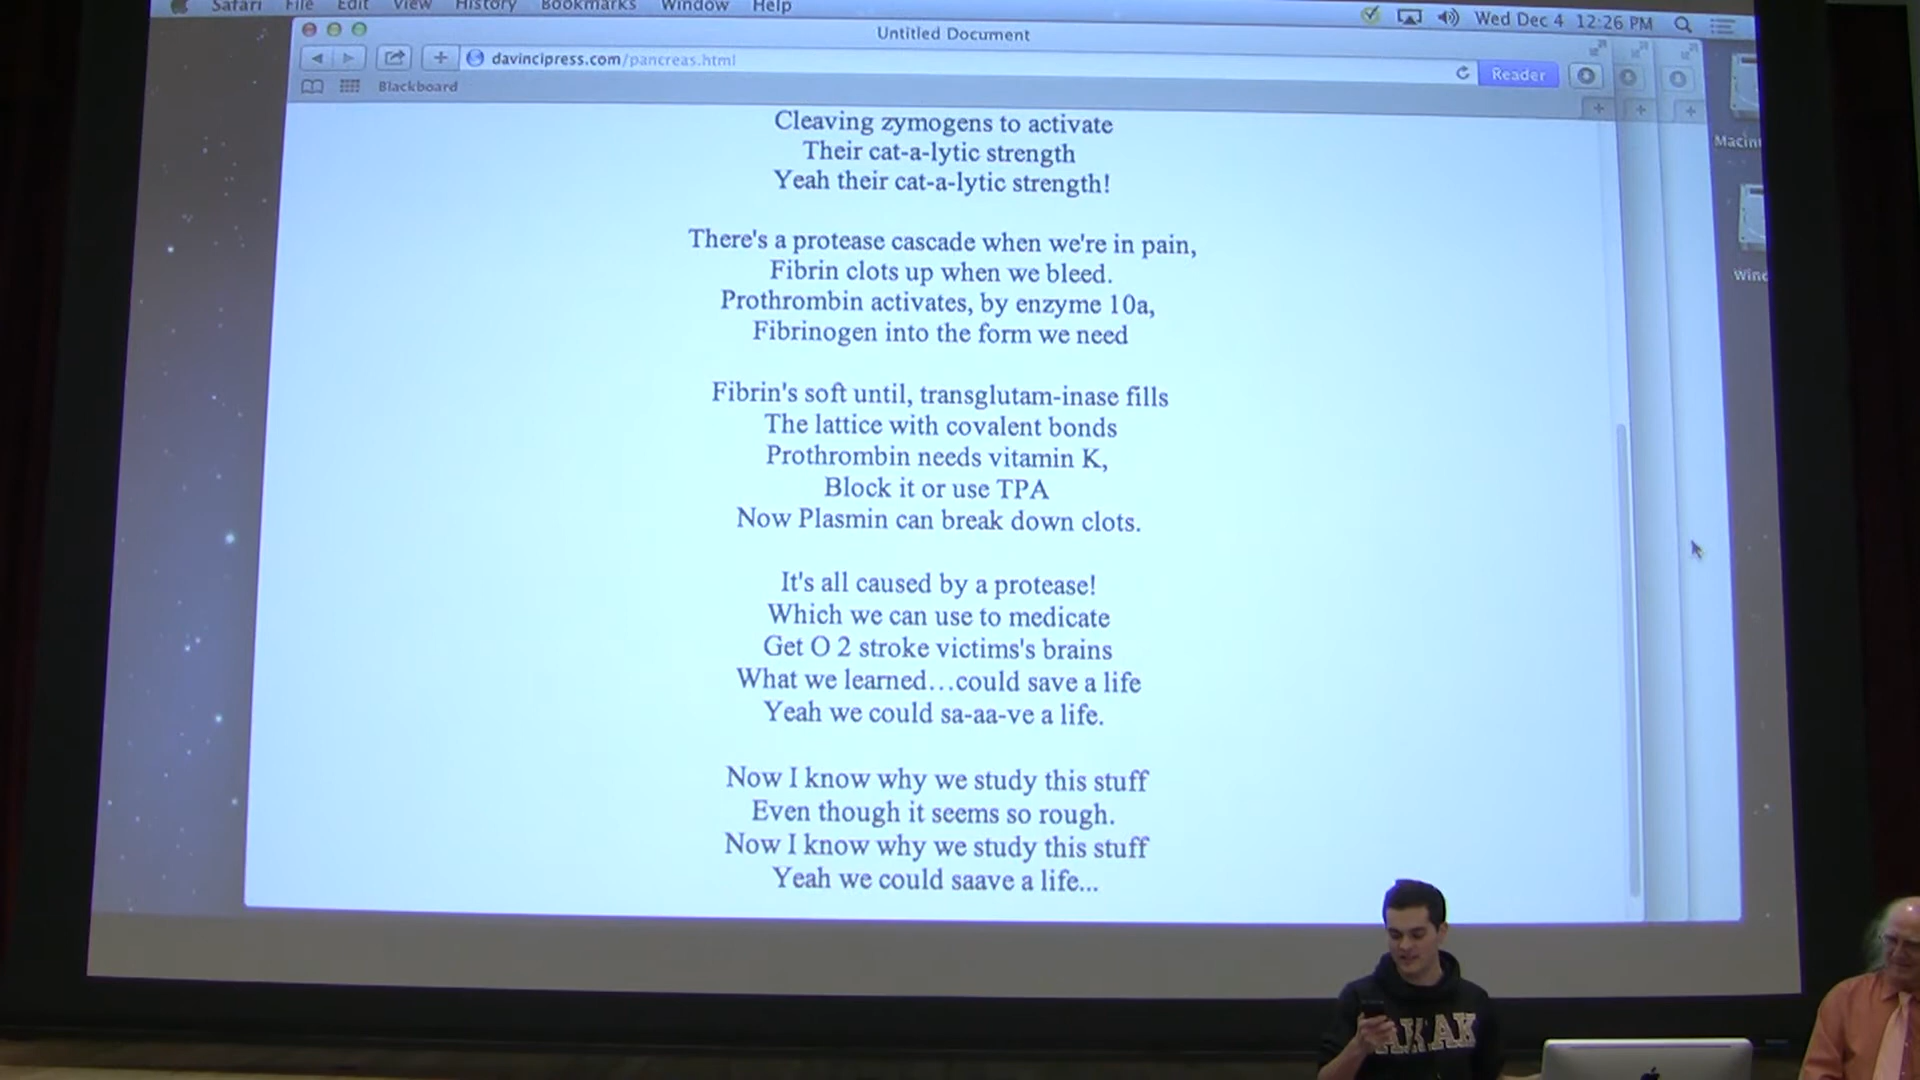 Safari File Edit View History Bookmarks Window Help
Wed Dec 4 12:26 PM
Untitled Document
davincipress.com/pancreas.html
Reader
Blackboard
Cleaving zymogens to activate
Their cat-a-lytic strength
Yeah their cat-a-lytic strength!
There's a protease cascade when we're in pain,
Fibrin clots up when we bleed.
Prothrombin activates, by enzyme 10a,
Fibrinogen into the form we need
Fibrin's soft until, transglutam-inase fills
The lattice with covalent bonds
Prothrombin needs vitamin K,
Block it or use TPA
Now Plasmin can break down clots.
It's all caused by a protease!
Which we can use to medicate
Get O 2 stroke victims's brains
What we learned...could save a life
Yeah we could sa-aa-ve a life.
Now I know why we study this stuff
Even though it seems so rough.
Now I know why we study this stuff
Yeah we could saave a life...